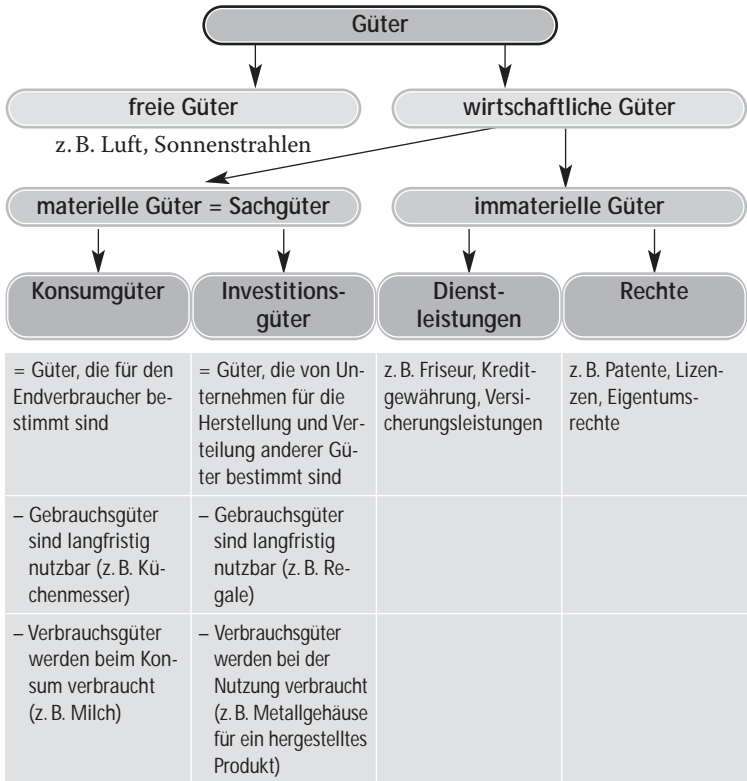 Güter
freie Güter
wirtschaftliche Güter
z. B. Luft, Sonnenstrahlen
materielle Güter = Sachgüter
immaterielle Güter
Konsumgüter
Investitions-
güter
Dienst-
leistungen
Rechte
= Güter, die für den
Endverbraucher be-
stimmt sind
= Güter, die von Un-
ternehmen für die
Herstellung und Ver-
teilung anderer Gü-
ter bestimmt sind
z. B. Friseur, Kredit-
gewährung, Versi-
cherungsleistungen
z. B. Patente, Lizen-
zen, Eigentums-
rechte
– Gebrauchsgüter
sind langfristig
nutzbar (z. B. Kü-
chenmesser)
– Gebrauchsgüter
sind langfristig
nutzbar (z. B. Re-
gale)
– Verbrauchsgüter
werden beim Kon-
sum verbraucht
(z. B. Milch)
– Verbrauchsgüter
werden bei der
Nutzung verbraucht
(z. B. Metallgehäuse
für ein hergestelltes
Produkt)